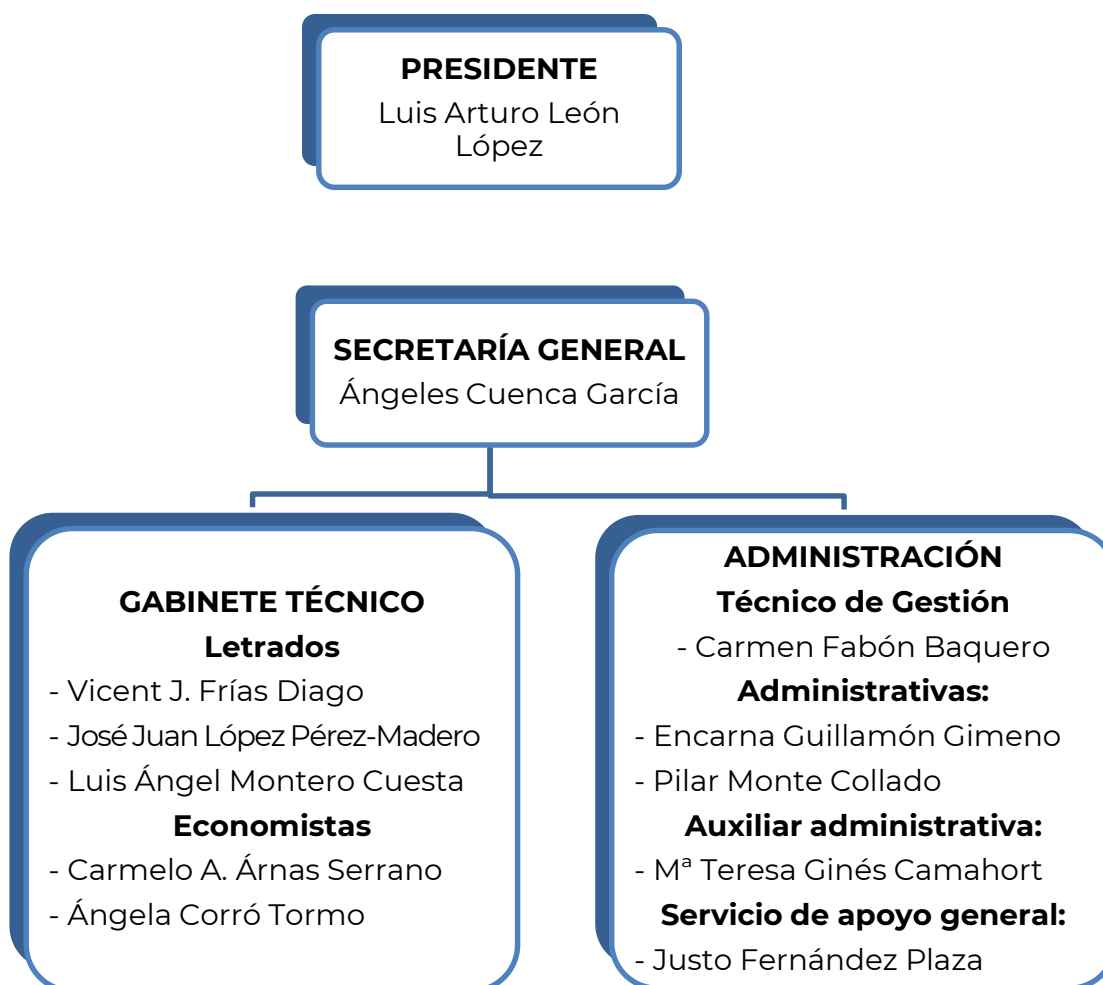 PRESIDENTE
Luis Arturo León
López
SECRETARÍA GENERAL
Ángeles Cuenca García
GABINETE TÉCNICO
Letrados
- Vicent J. Frías Diago
- José Juan López Pérez-Madero
- Luis Ángel Montero Cuesta
Economistas
- Carmelo A. Árnas Serrano
- Ángela Corró Tormo
ADMINISTRACIÓN
Técnico de Gestión
- Carmen Fabón Baquero
Administrativas:
- Encarna Guillamón Gimeno
- Pilar Monte Collado
Auxiliar administrativa:
- Mª Teresa Ginés Camahort
Servicio de apoyo general:
- Justo Fernández Plaza